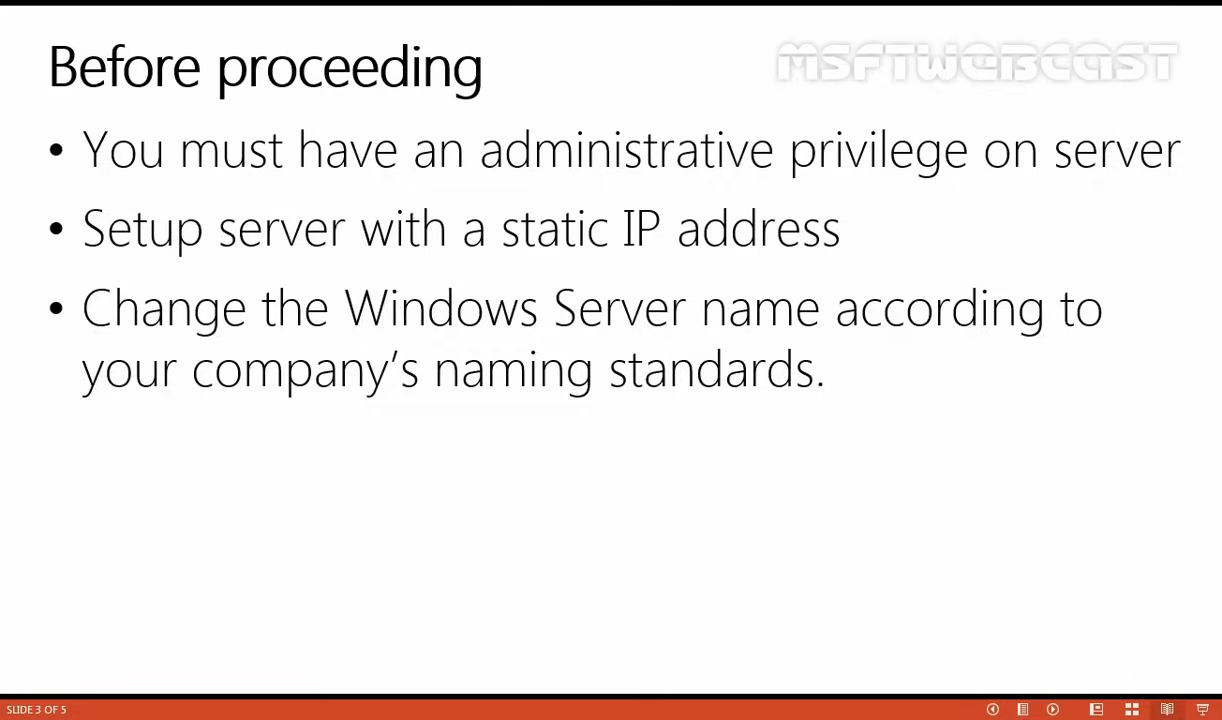 Before proceeding
MSFTWEBCAST
• You must have an administrative privilege on server
• Setup server with a static IP address
• Change the Windows Server name according to
your company’s naming standards.
SLIDE 3 OF 5